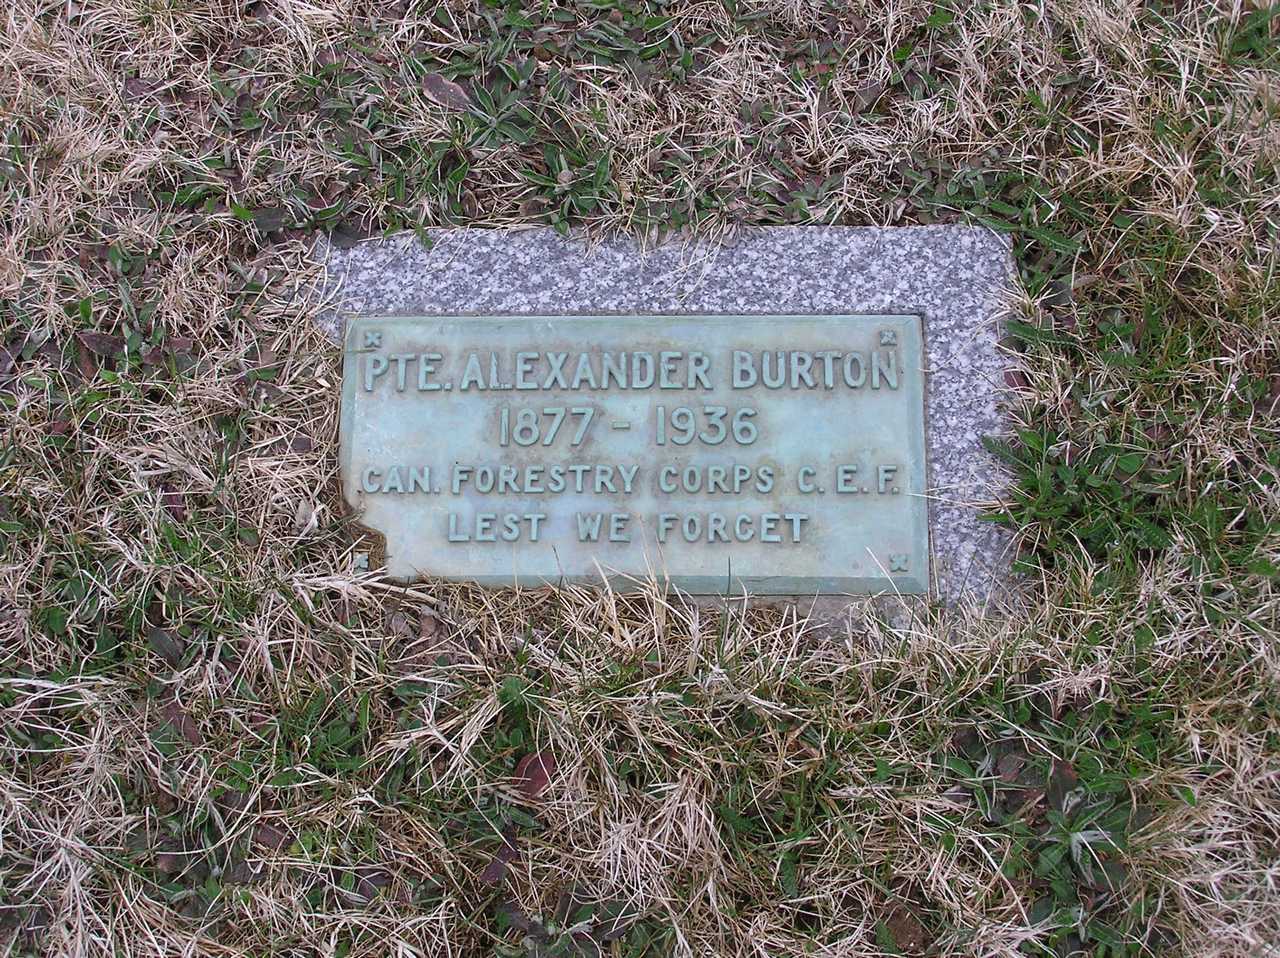 PTE. ALEXANDER BURTON
1877 - 1936
CAN. FORESTRY CORPS C. E. F.
LEST WE FORGET